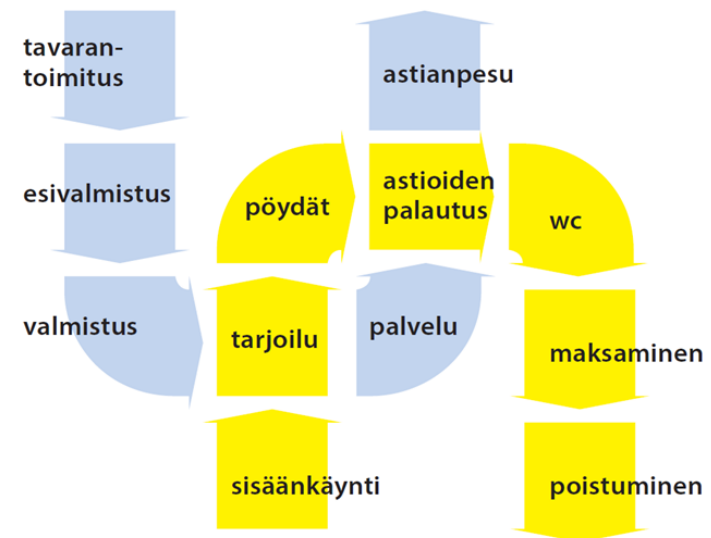 tavaran-
toimitus
astianpesu
esivalmistus
pöydät
astioiden
palautus
wc
valmistus
tarjoilu
palvelu
maksaminen
sisäänkäynti
poistuminen